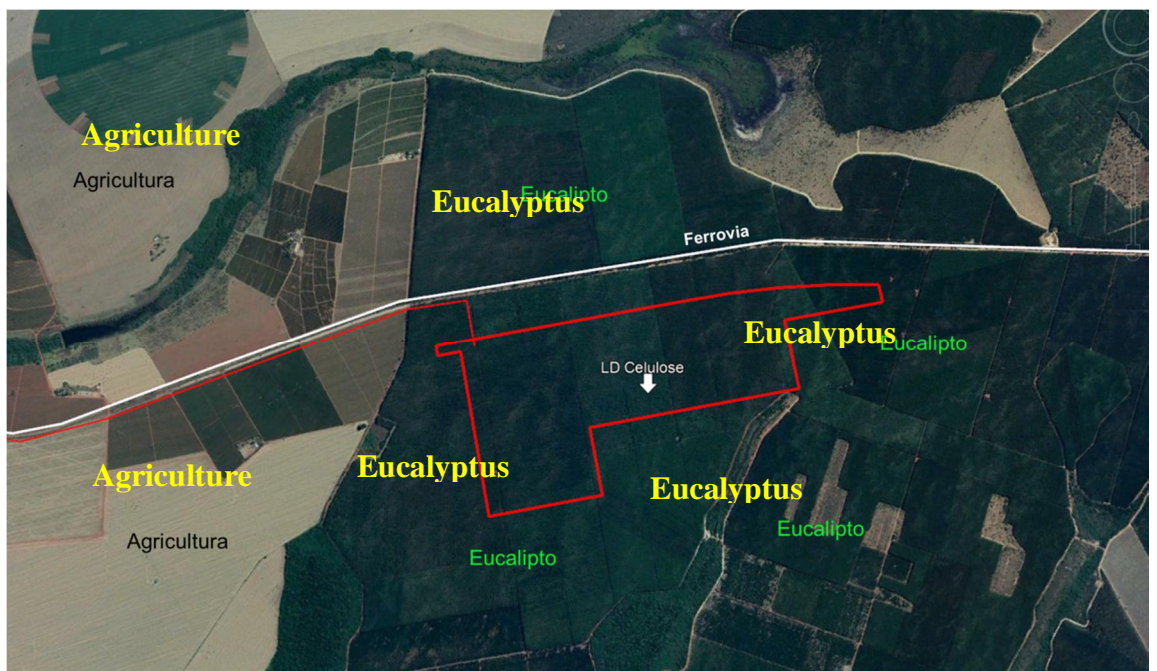 Agriculture
Agricultura
Eucalyptus
Eucalipto
Ferrovia
Eucalyptus
Eucalipto
LD Celulose
Agriculture
Eucalyptus
Eucalyptus
Agricultura
Eucalipto
Eucalipto